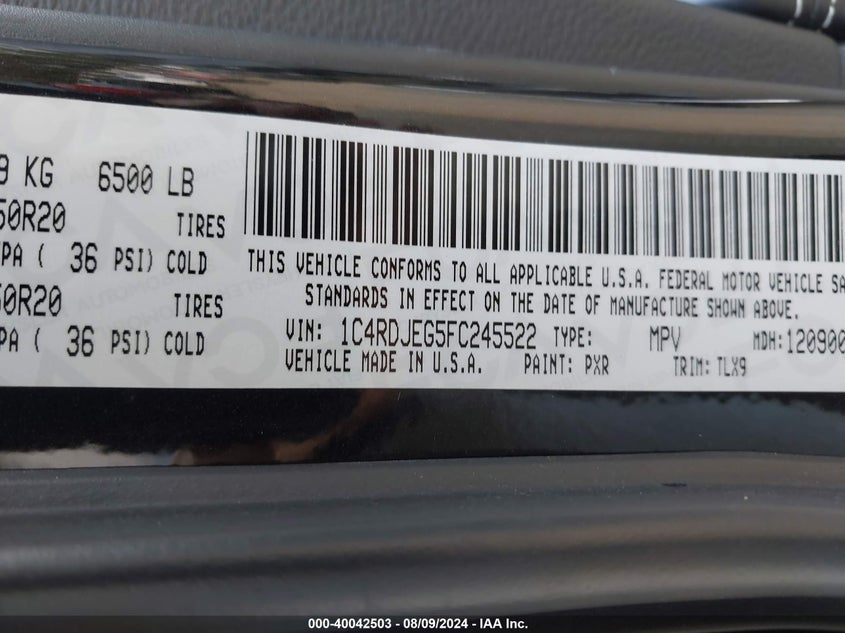 9 KG 6500 LB
50R20 TIRES
PA ( 36 PSI) COLD
50R20 TIRES
PA ( 36 PSI) COLD
THIS VEHICLE CONFORMS TO ALL APPLICABLE U.S.A. FEDERAL MOTOR VEHICLE SA
STANDARDS IN EFFECT ON THE DATE OF MANUFACTURE SHOWN ABOVE.
VIN: 1C4RDJEG5FC245522 TYPE: MPV MDH: 120900
VEHICLE MADE IN U.S.A. PAINT: PXR TRIM: TLX9
000-40042503 - 08/09/2024 - IAA Inc.